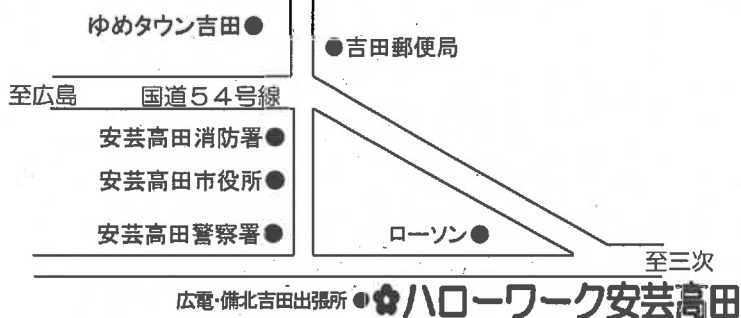 ゆめタウン吉田●
●吉田郵便局
至広島 国道54号線
安芸高田消防署●
安芸高田市役所●
安芸高田警察署●
ローソン●
至三次
広電・備北吉田出張所●
ハローワーク安芸高田